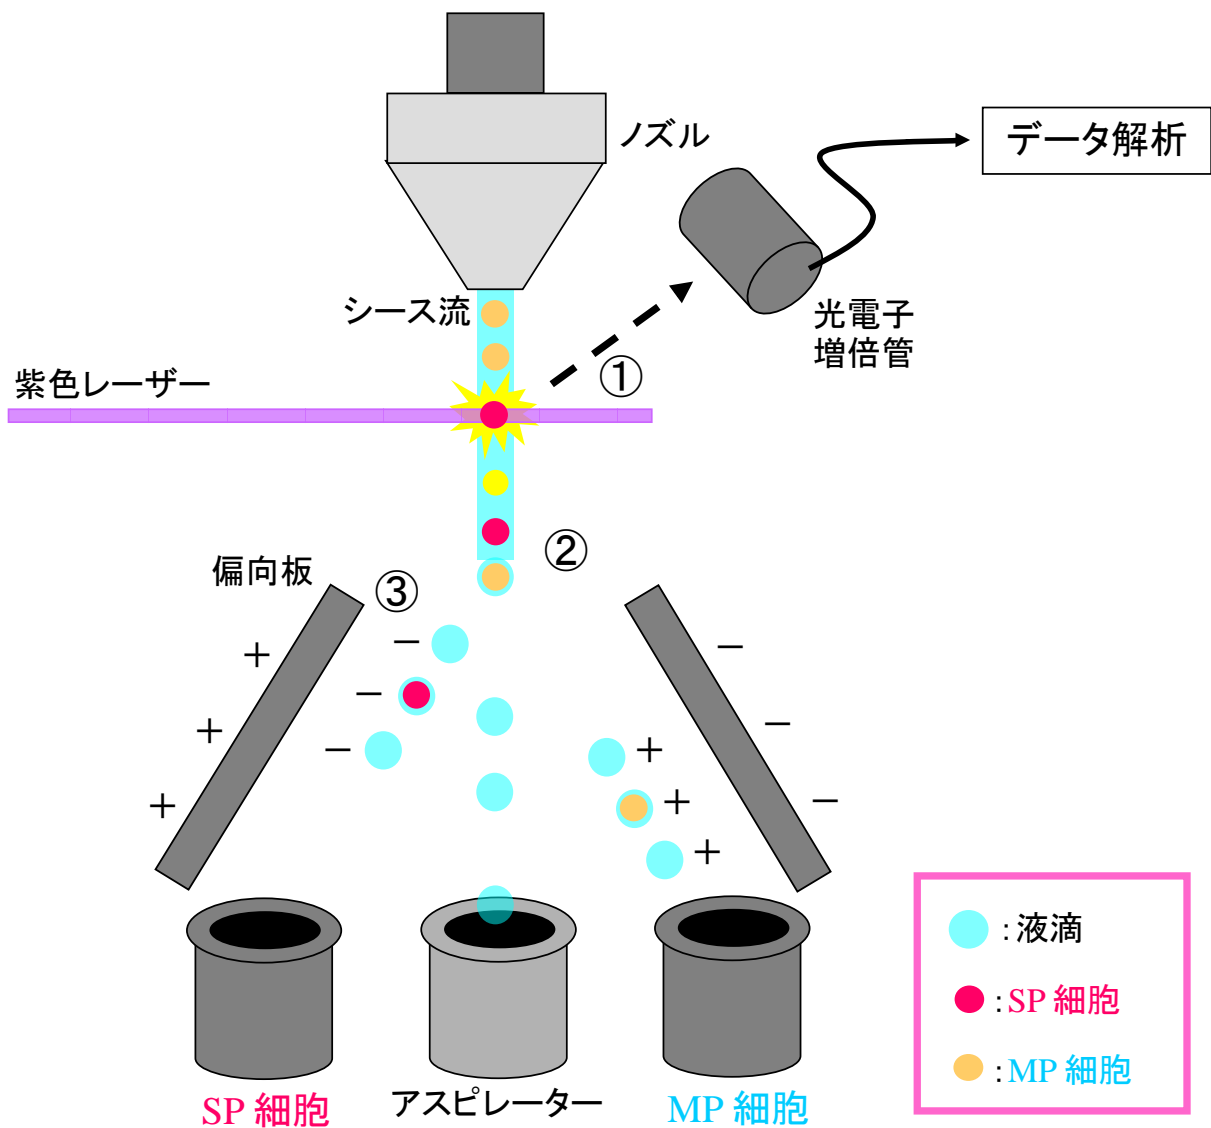 ノズル
データ解析
シース流
光電子
増倍管
①
紫色レーザー
②
偏向板
③
－
－
－
＋
＋
＋
＋
＋
＋
－
－
－
：液滴
：SP 細胞
：MP 細胞
SP 細胞
アスピレーター
MP 細胞